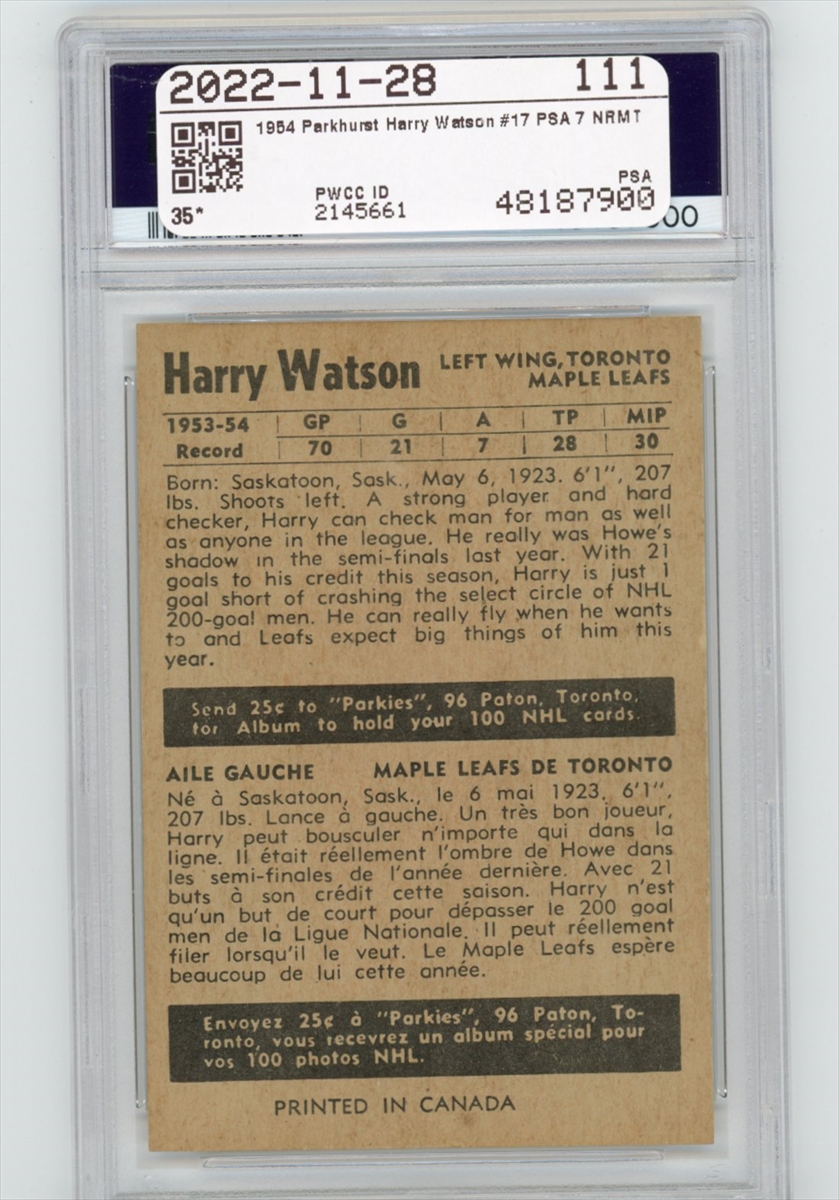 2022-11-28 111
1954 Parkhurst Harry Watson #17 PSA 7 NRMT
PWCC ID PSA
35* 2145661 48187900
00
Harry Watson LEFT WING, TORONTO
MAPLE LEAFS
1953-54 GP G A TP MIP
Record 70 21 7 28 30
Born: Saskatoon, Sask., May 6, 1923. 6'1", 207
lbs. Shoots left. A strong player and hard
checker, Harry can check man for man as well
as anyone in the league. He really was Howe's
shadow in the semi-finals last year. With 21
goals to his credit this season, Harry is just 1
goal short of crashing the select circle of NHL
200-goal men. He can really fly when he wants
to and Leafs expect big things of him this
year.
Send 25¢ to "Parkies", 96 Paton, Toronto,
for Album to hold your 100 NHL cards.
AILE GAUCHE MAPLE LEAFS DE TORONTO
Né à Saskatoon, Sask., le 6 mai 1923. 6'1",
207 lbs. Lance à gauche. Un très bon joueur,
Harry peut bousculer n'importe qui dans la
ligne. Il était réellement l'ombre de Howe dans
les semi-finales de l'année dernière. Avec 21
buts à son crédit cette saison. Harry n'est
qu'un but de court pour dépasser le 200 goal
men de la Ligue Nationale. Il peut réellement
filer lorsqu'il le veut. Le Maple Leafs espère
beaucoup de lui cette année.
Envoyez 25¢ à "Parkies", 96 Paton, To-
ronto, vous recevrez un album spécial pour
vos 100 photos NHL.
PRINTED IN CANADA